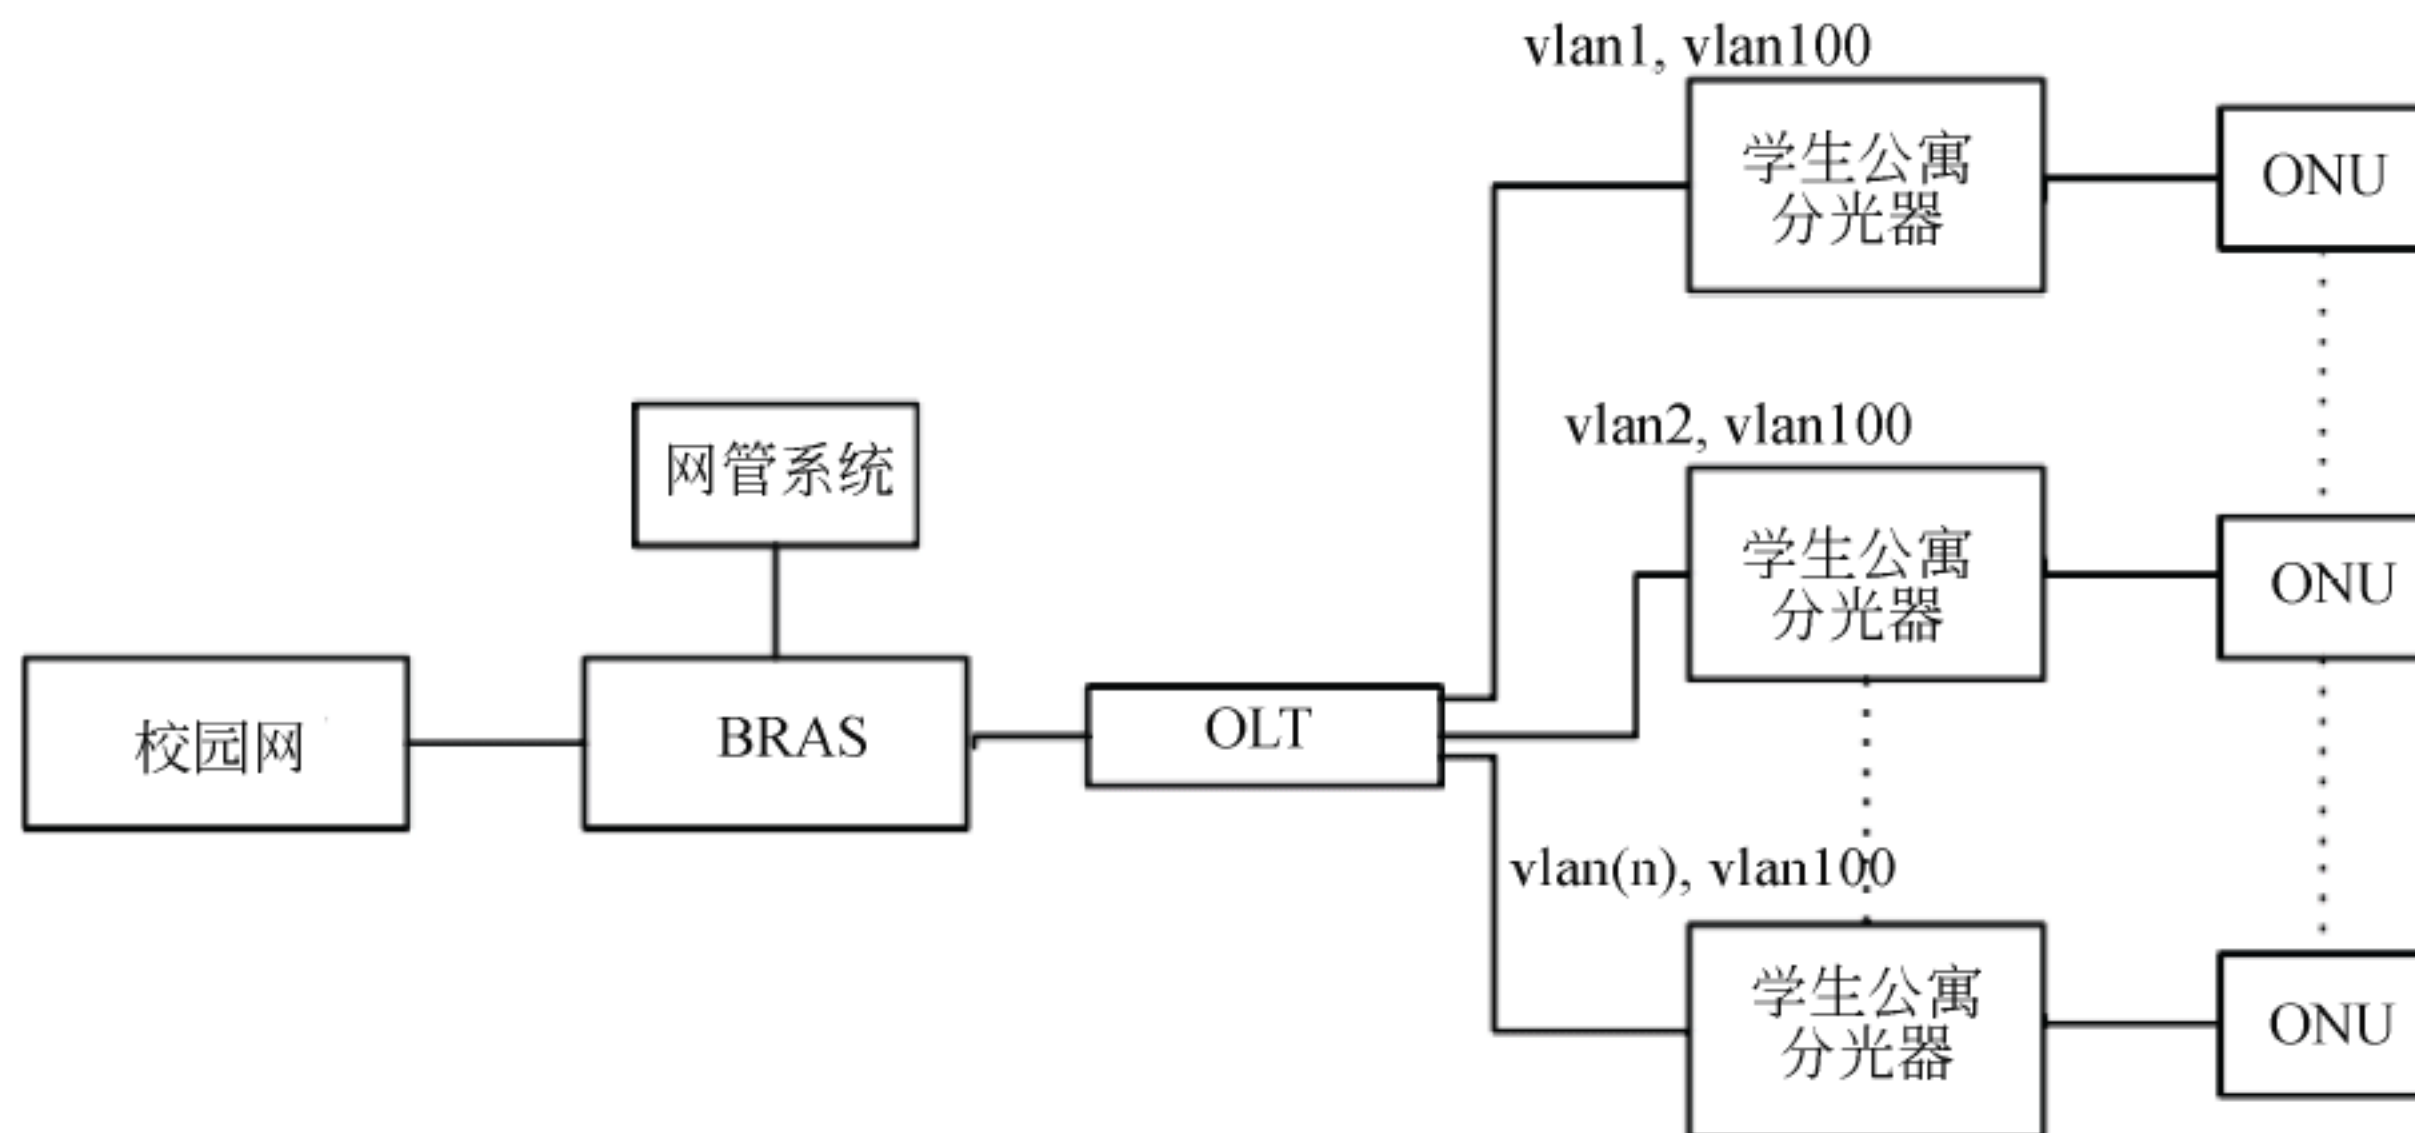 vlan1, vlan100
学生公寓
分光器
ONU
vlan2, vlan100
网管系统
学生公寓
分光器
ONU
校园网
BRAS
OLT
vlan(n), vlan100
学生公寓
分光器
ONU